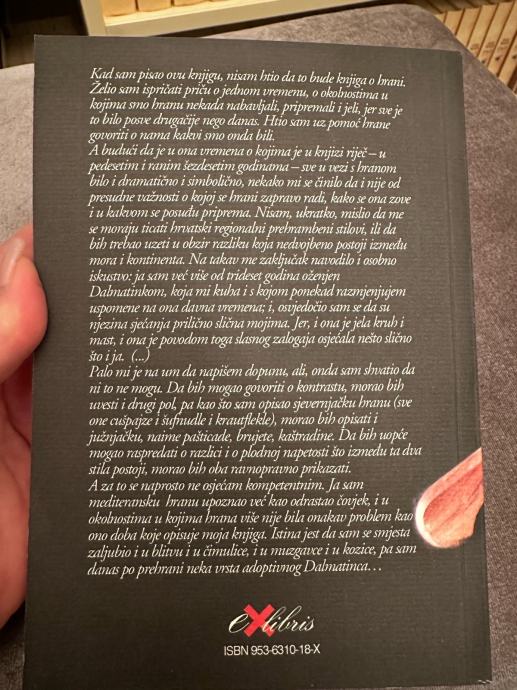 Kad sam pisao ovu knjigu, nisam htio da to bude knjiga o hrani.
Želio sam ispričati priču o jednom vremenu, o okolnostima u
kojima smo hranu nekada nabavljali, pripremali i jeli, jer sve je
to bilo posve drugačije nego danas. Htio sam uz pomoć hrane
govoriti o nama kakvi smo onda bili.
A budući da je u ona vremena o kojima je u knjizi riječ – u
pedesetim i ranim šezdesetim godinama – sve u vezi s hranom
bilo i dramatično i simbolično, nekako mi se činilo da i nije od
presudne važnosti o kojoj se hrani zapravo radi, kako se ona zove
i u kakvom se posuđu priprema. Nisam, ukratko, mislio da me
se moraju ticati hrvatski regionalni prehrambeni stilovi, ili da
bih trebao uzeti u obzir razliku koja nedvojbeno postoji između
mora i kontinenta. Na takav me zaključak navodilo i osobno
iskustvo: ja sam već više od trideset godina oženjen
Dalmatinkom, koja mi kuha i s kojom ponekad razmjenjujem
uspomene na ona davna vremena; i, osvjedočio sam se da su
njezina sjećanja prilično slična mojima. Jer, i ona je jela kruh i
mast, i ona je povodom toga slasnog zalogaja osjećala nešto slično
što i ja. (...)
Palo mi je na um da napišem dopunu, ali, onda sam shvatio da
ni to ne mogu. Da bih mogao govoriti o kontrastu, morao bih
uvesti i drugi pol, pa kao što sam opisao sjevernjačku hranu (sve
one cušpajze i šufnudle i krautflekle), morao bih opisati i
južnjačku, naime pašticade, brujete, kaštradine. Da bih uopće
mogao raspredati o razlici i o plodnoj napetosti što između ta dva
stila postoji, morao bih oba ravnopravno prikazati.
A za to se naprosto ne osjećam kompetentnim. Ja sam
mediteransku hranu upoznao već kao odrastao čovjek, i u
okolnostima u kojima hrana više nije bila onakav problem kao
ono doba koje opisuje moja knjiga. Istina jest da sam se smjesta
zaljubio i u blitvu i u čimulice, i u muzgavce i u kozice, pa sam
danas po prehrani neka vrsta adoptivnog Dalmatinca...
eXlibris
ISBN 953-6310-18-X